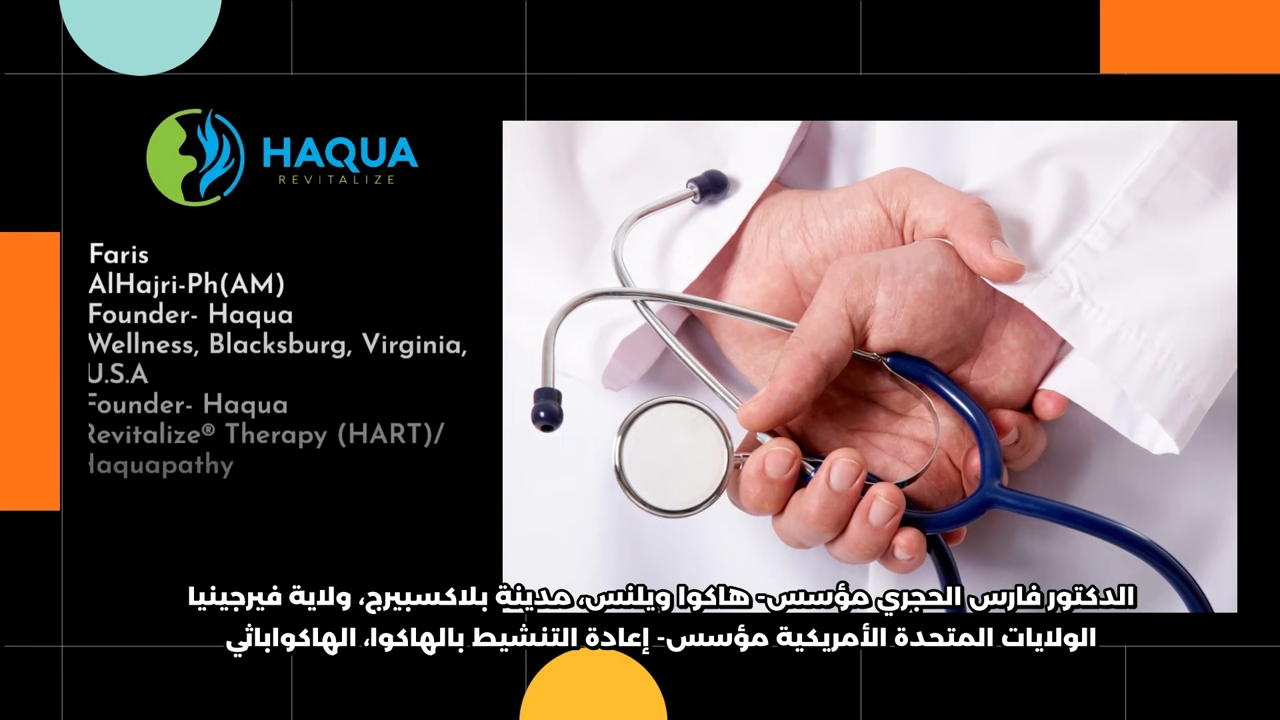 HAQUA
REVITALIZE
Faris
AlHajri-Ph(AM)
Founder- Haqua
Wellness, Blacksburg, Virginia,
U.S.A
Founder- Haqua
Revitalize® Therapy (HART)/
Haquapathy
الدكتور فارس الحجري مؤسس- هاكوا ويلنس، مدينة بلاكسبيرج، ولاية فيرجينيا
الولايات المتحدة الأمريكية مؤسس- إعادة التنشيط بالهاكوا، الهاكواباثي